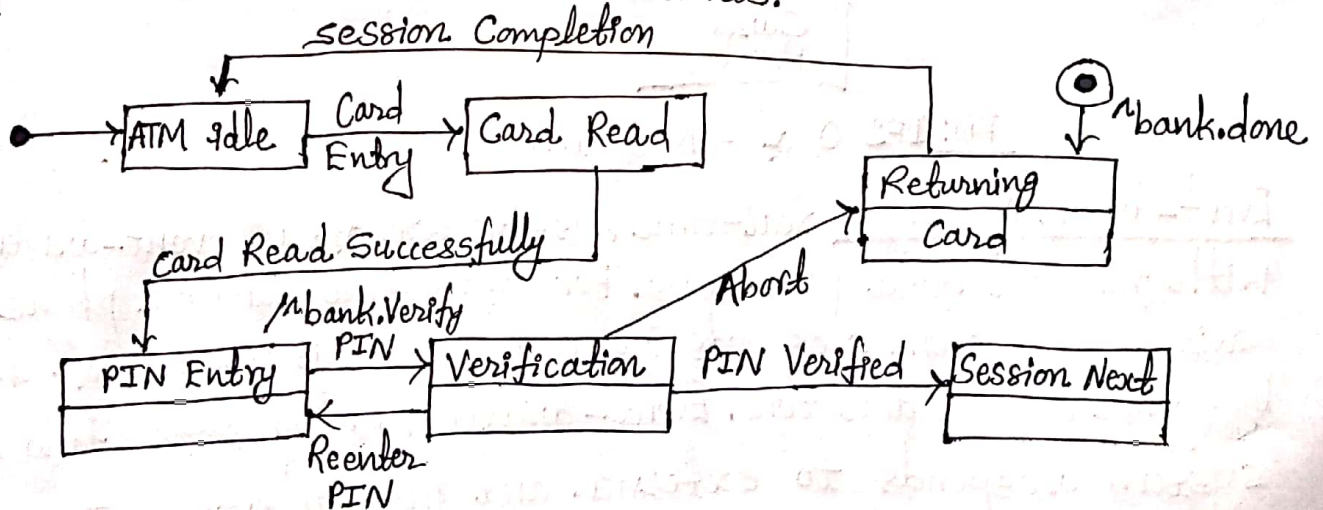 Session Completion
ATM Idle
Card
Entry
Card Read
^bank.done
Returning
Card
Card Read Successfully
Abort
/^bank.Verify
PIN
PIN Entry
Verification
PIN Verified
Session Next
Reenter
PIN